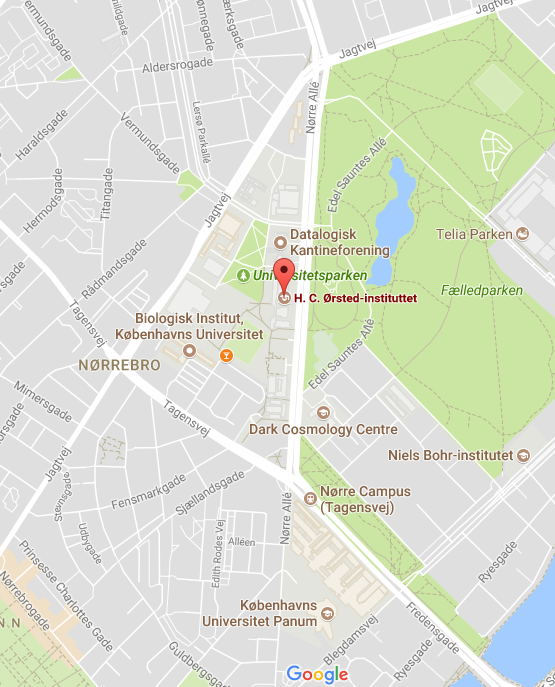 Jagtvej
Nørregade
Vermundsgade
Aldersrogade
Nørre Allé
Haraldsgade
Lersø Parkallé
Vermundsgade
Edel Sauntes Allé
Hermodsgade
Titangade
Jagtvej
Datalogisk
Kantineforening
Telia Parken
Rådmandsgade
Universitetsparken
Fælledparken
H. C. Ørsted-instituttet
Tagensvej
Biologisk Institut,
Københavns Universitet
NØRREBRO
Edel Sauntes Allé
Mimersgade
Tagensvej
Dark Cosmology Centre
Jagtvej
Niels Bohr-institutet
Fensmarkgade
Sjællandsgade
Nørre Campus
(Tagensvej)
Stevnsgade
Udbygade
Nørre Allé
Alléen
Edith Rodes Vej
Prinsesse Charlottes Gade
Nørrebrogade
Ryesgade
Københavns
Universitet Panum
Fredensgade
Blegdamsvej
Guldbergsgade
Ryesgade
Google